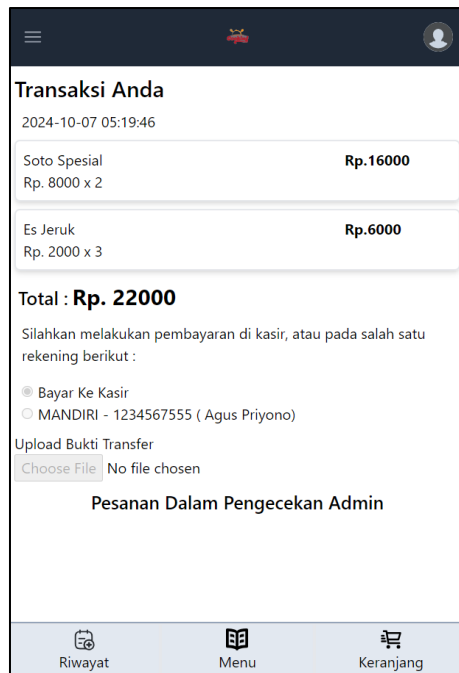 Transaksi Anda
2024-10-07 05:19:46
Soto Spesial Rp.16000
Rp. 8000 x 2
Es Jeruk Rp.6000
Rp. 2000 x 3
Total : Rp. 22000
Silahkan melakukan pembayaran di kasir, atau pada salah satu
rekening berikut :
Bayar Ke Kasir
MANDIRI - 1234567555 ( Agus Priyono)
Upload Bukti Transfer
Choose File No file chosen
Pesanan Dalam Pengecekan Admin
Riwayat Menu Keranjang